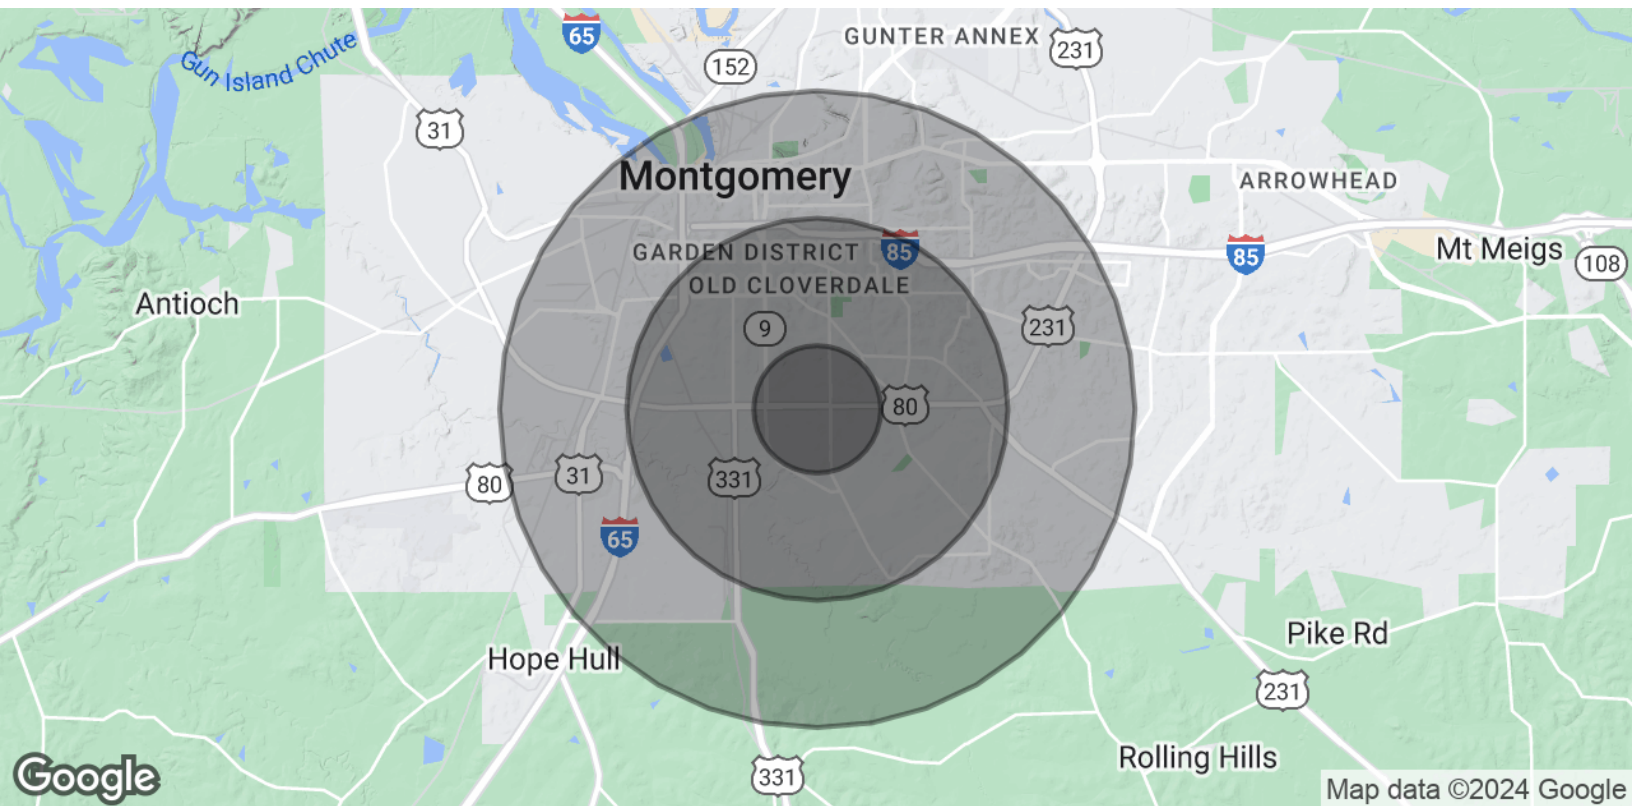 65
GUNTER ANNEX
231
Gun Island Chute
152
31
Montgomery
ARROWHEAD
GARDEN DISTRICT
85
85
Mt Meigs
108
OLD CLOVERDALE
Antioch
9
231
80
80
31
331
65
Pike Rd
Hope Hull
231
Rolling Hills
Google
331
Map data ©2024 Google